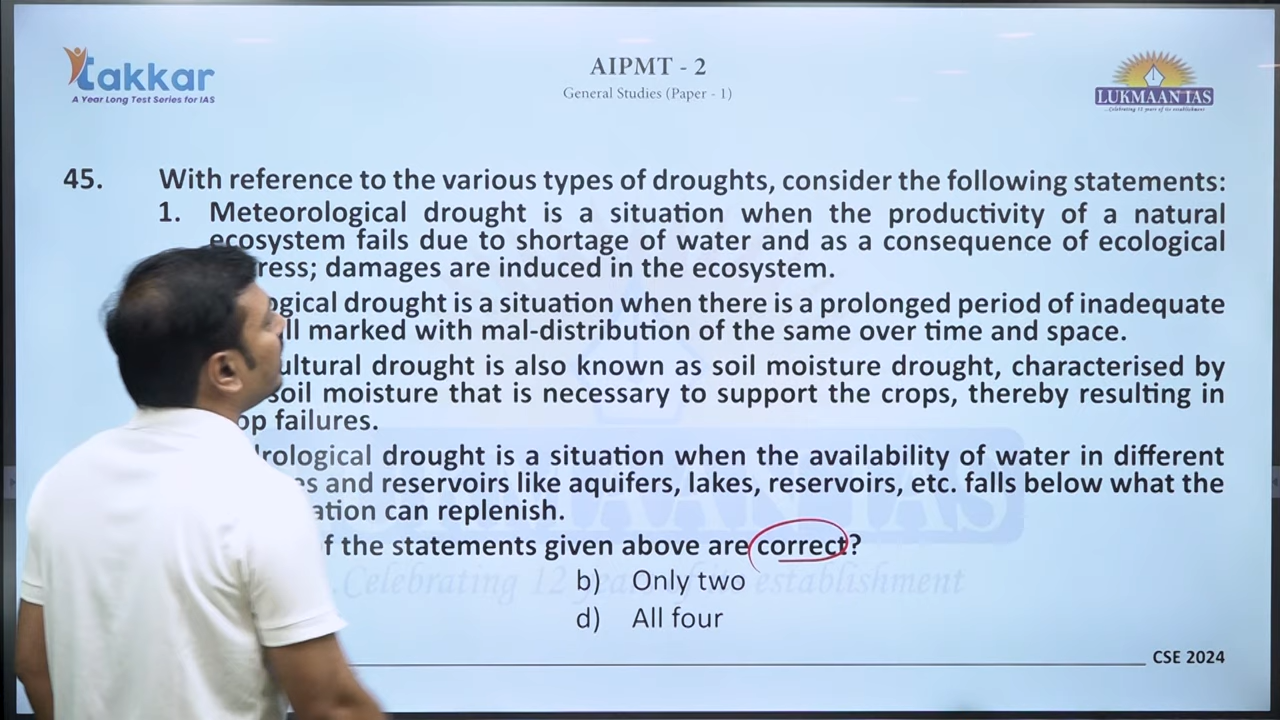 takkar
A Year Long Test Series for IAS
AIPMT - 2
General Studies (Paper - 1)
LUKMAAN IAS
45. With reference to the various types of droughts, consider the following statements:
1. Meteorological drought is a situation when the productivity of a natural
ecosystem fails due to shortage of water and as a consequence of ecological
ress; damages are induced in the ecosystem.
ogical drought is a situation when there is a prolonged period of inadequate
ll marked with mal-distribution of the same over time and space.
ultural drought is also known as soil moisture drought, characterised by
soil moisture that is necessary to support the crops, thereby resulting in
op failures.
rological drought is a situation when the availability of water in different
es and reservoirs like aquifers, lakes, reservoirs, etc. falls below what the
ation can replenish.
f the statements given above are correct?
b) Only two
d) All four
CSE 2024